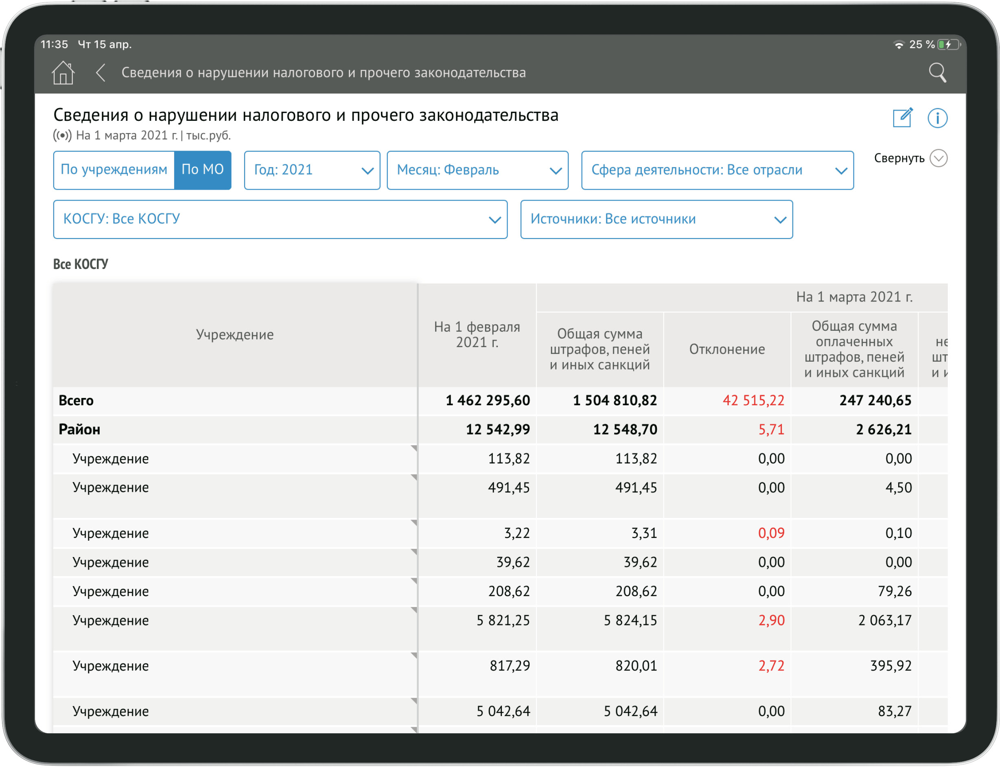 11:35 Чт 15 апр. 25 %
Сведения о нарушении налогового и прочего законодательства
Сведения о нарушении налогового и прочего законодательства
На 1 марта 2021 г. | тыс.руб.
По учреждениям По МО Год: 2021 Месяц: Февраль Сфера деятельности: Все отрасли Свернуть
КОСГУ: Все КОСГУ Источники: Все источники
Все КОСГУ
Учреждение
На 1 февраля
2021 г.
На 1 марта 2021 г.
Общая сумма
штрафов, пеней
и иных санкций
Отклонение
Общая сумма
оплаченных
штрафов, пеней
и иных санкций
Всего 1 462 295,60 1 504 810,82 42 515,22 247 240,65
Район 12 542,99 12 548,70 5,71 2 626,21
Учреждение 113,82 113,82 0,00 0,00
Учреждение 491,45 491,45 0,00 4,50
Учреждение 3,22 3,31 0,09 0,10
Учреждение 39,62 39,62 0,00 0,00
Учреждение 208,62 208,62 0,00 79,26
Учреждение 5 821,25 5 824,15 2,90 2 063,17
Учреждение 817,29 820,01 2,72 395,92
Учреждение 5 042,64 5 042,64 0,00 83,27